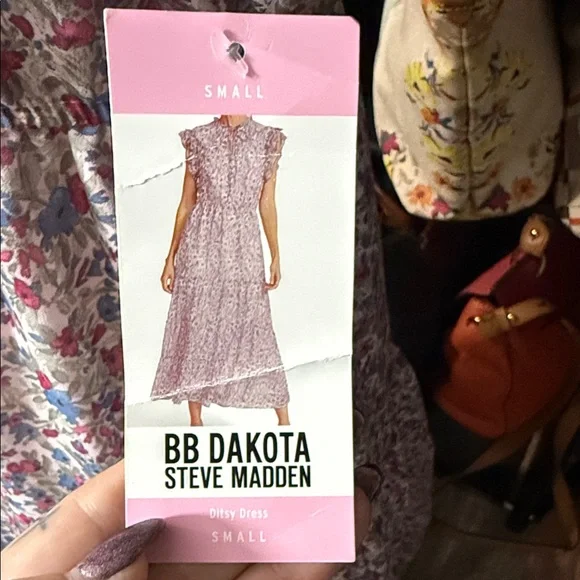 SMALL
BB DAKOTA
STEVE MADDEN
Ditsy Dress
SMALL